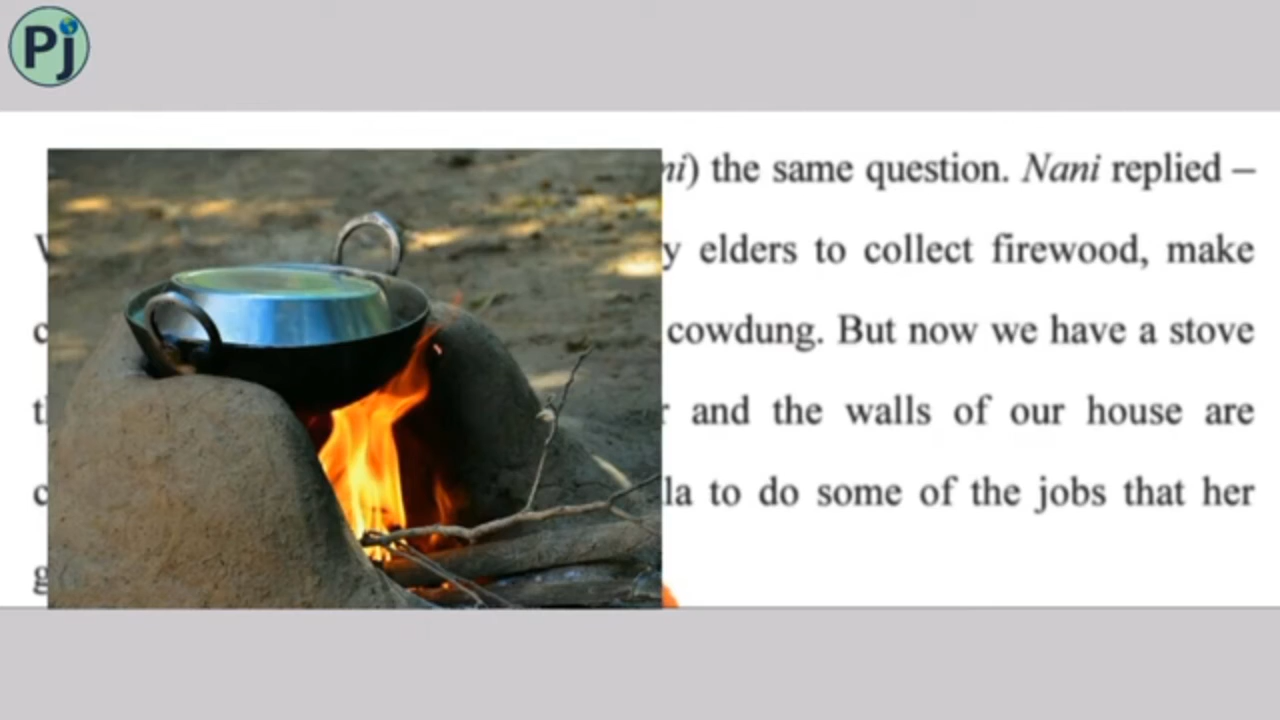 Pj
ni) the same question. Nani replied –
y elders to collect firewood, make
cowdung. But now we have a stove
and the walls of our house are
la to do some of the jobs that her
g